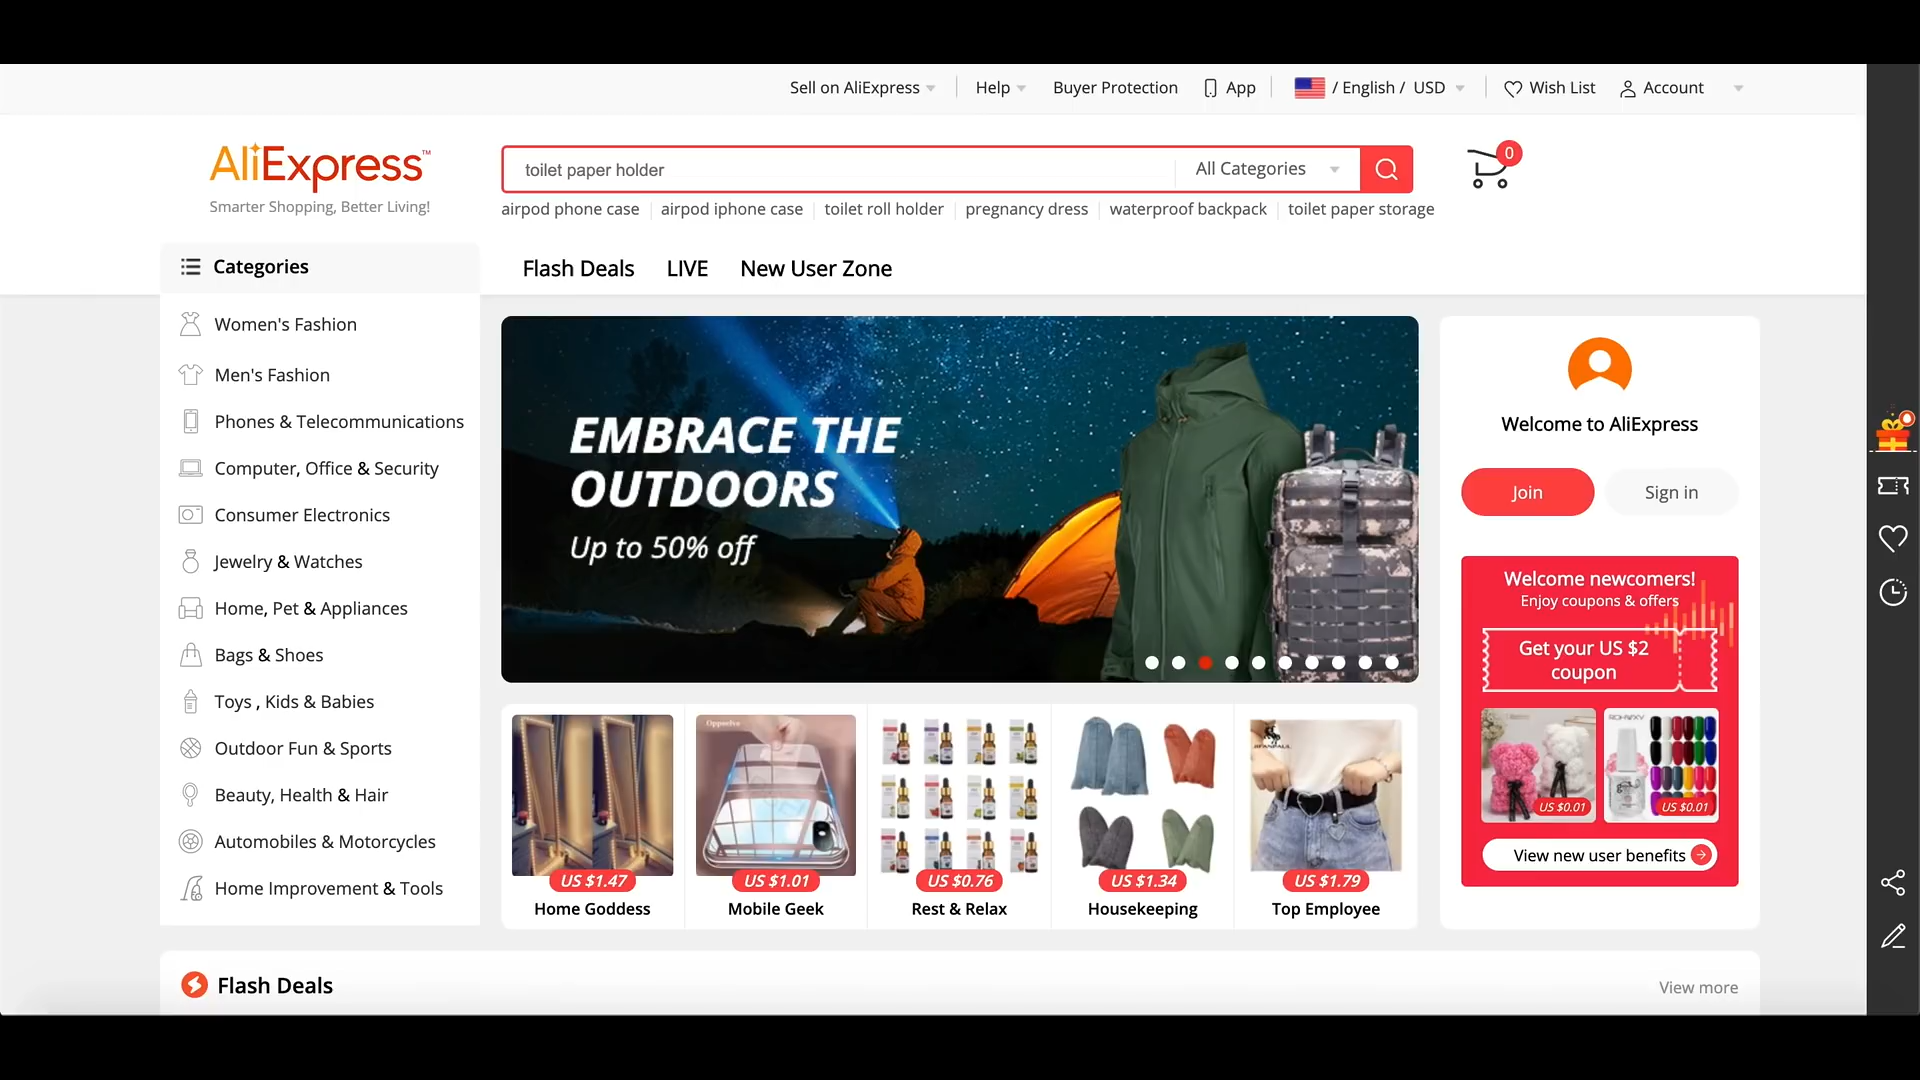 Sell on AliExpress
Help
Buyer Protection
App
/ English / USD
Wish List
Account
AliExpress™
Smarter Shopping, Better Living!
toilet paper holder
All Categories
0
airpod phone case
airpod iphone case
toilet roll holder
pregnancy dress
waterproof backpack
toilet paper storage
Categories
Flash Deals
LIVE
New User Zone
Women's Fashion
Men's Fashion
Phones & Telecommunications
Computer, Office & Security
Consumer Electronics
Jewelry & Watches
Home, Pet & Appliances
Bags & Shoes
Toys , Kids & Babies
Outdoor Fun & Sports
Beauty, Health & Hair
Automobiles & Motorcycles
Home Improvement & Tools
EMBRACE THE
OUTDOORS
Up to 50% off
Welcome to AliExpress
Join
Sign in
Welcome newcomers!
Enjoy coupons & offers
Get your US $2
coupon
US $0.01
US $0.01
View new user benefits
US $1.47
Home Goddess
US $1.01
Mobile Geek
US $0.76
Rest & Relax
US $1.34
Housekeeping
US $1.79
Top Employee
Flash Deals
View more